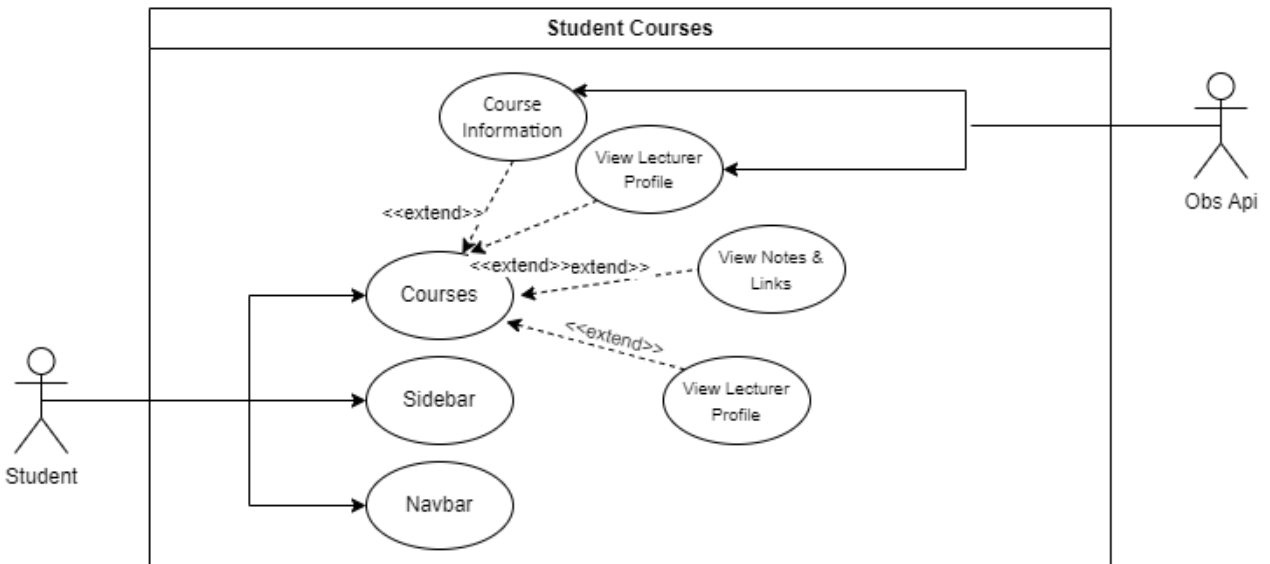 Student Courses
Course
Information
View Lecturer
Profile
Obs Api
<<extend>>
View Notes &
Links
<<extend>>extend>>
Courses
<<extend>>
View Lecturer
Profile
Sidebar
Student
Navbar